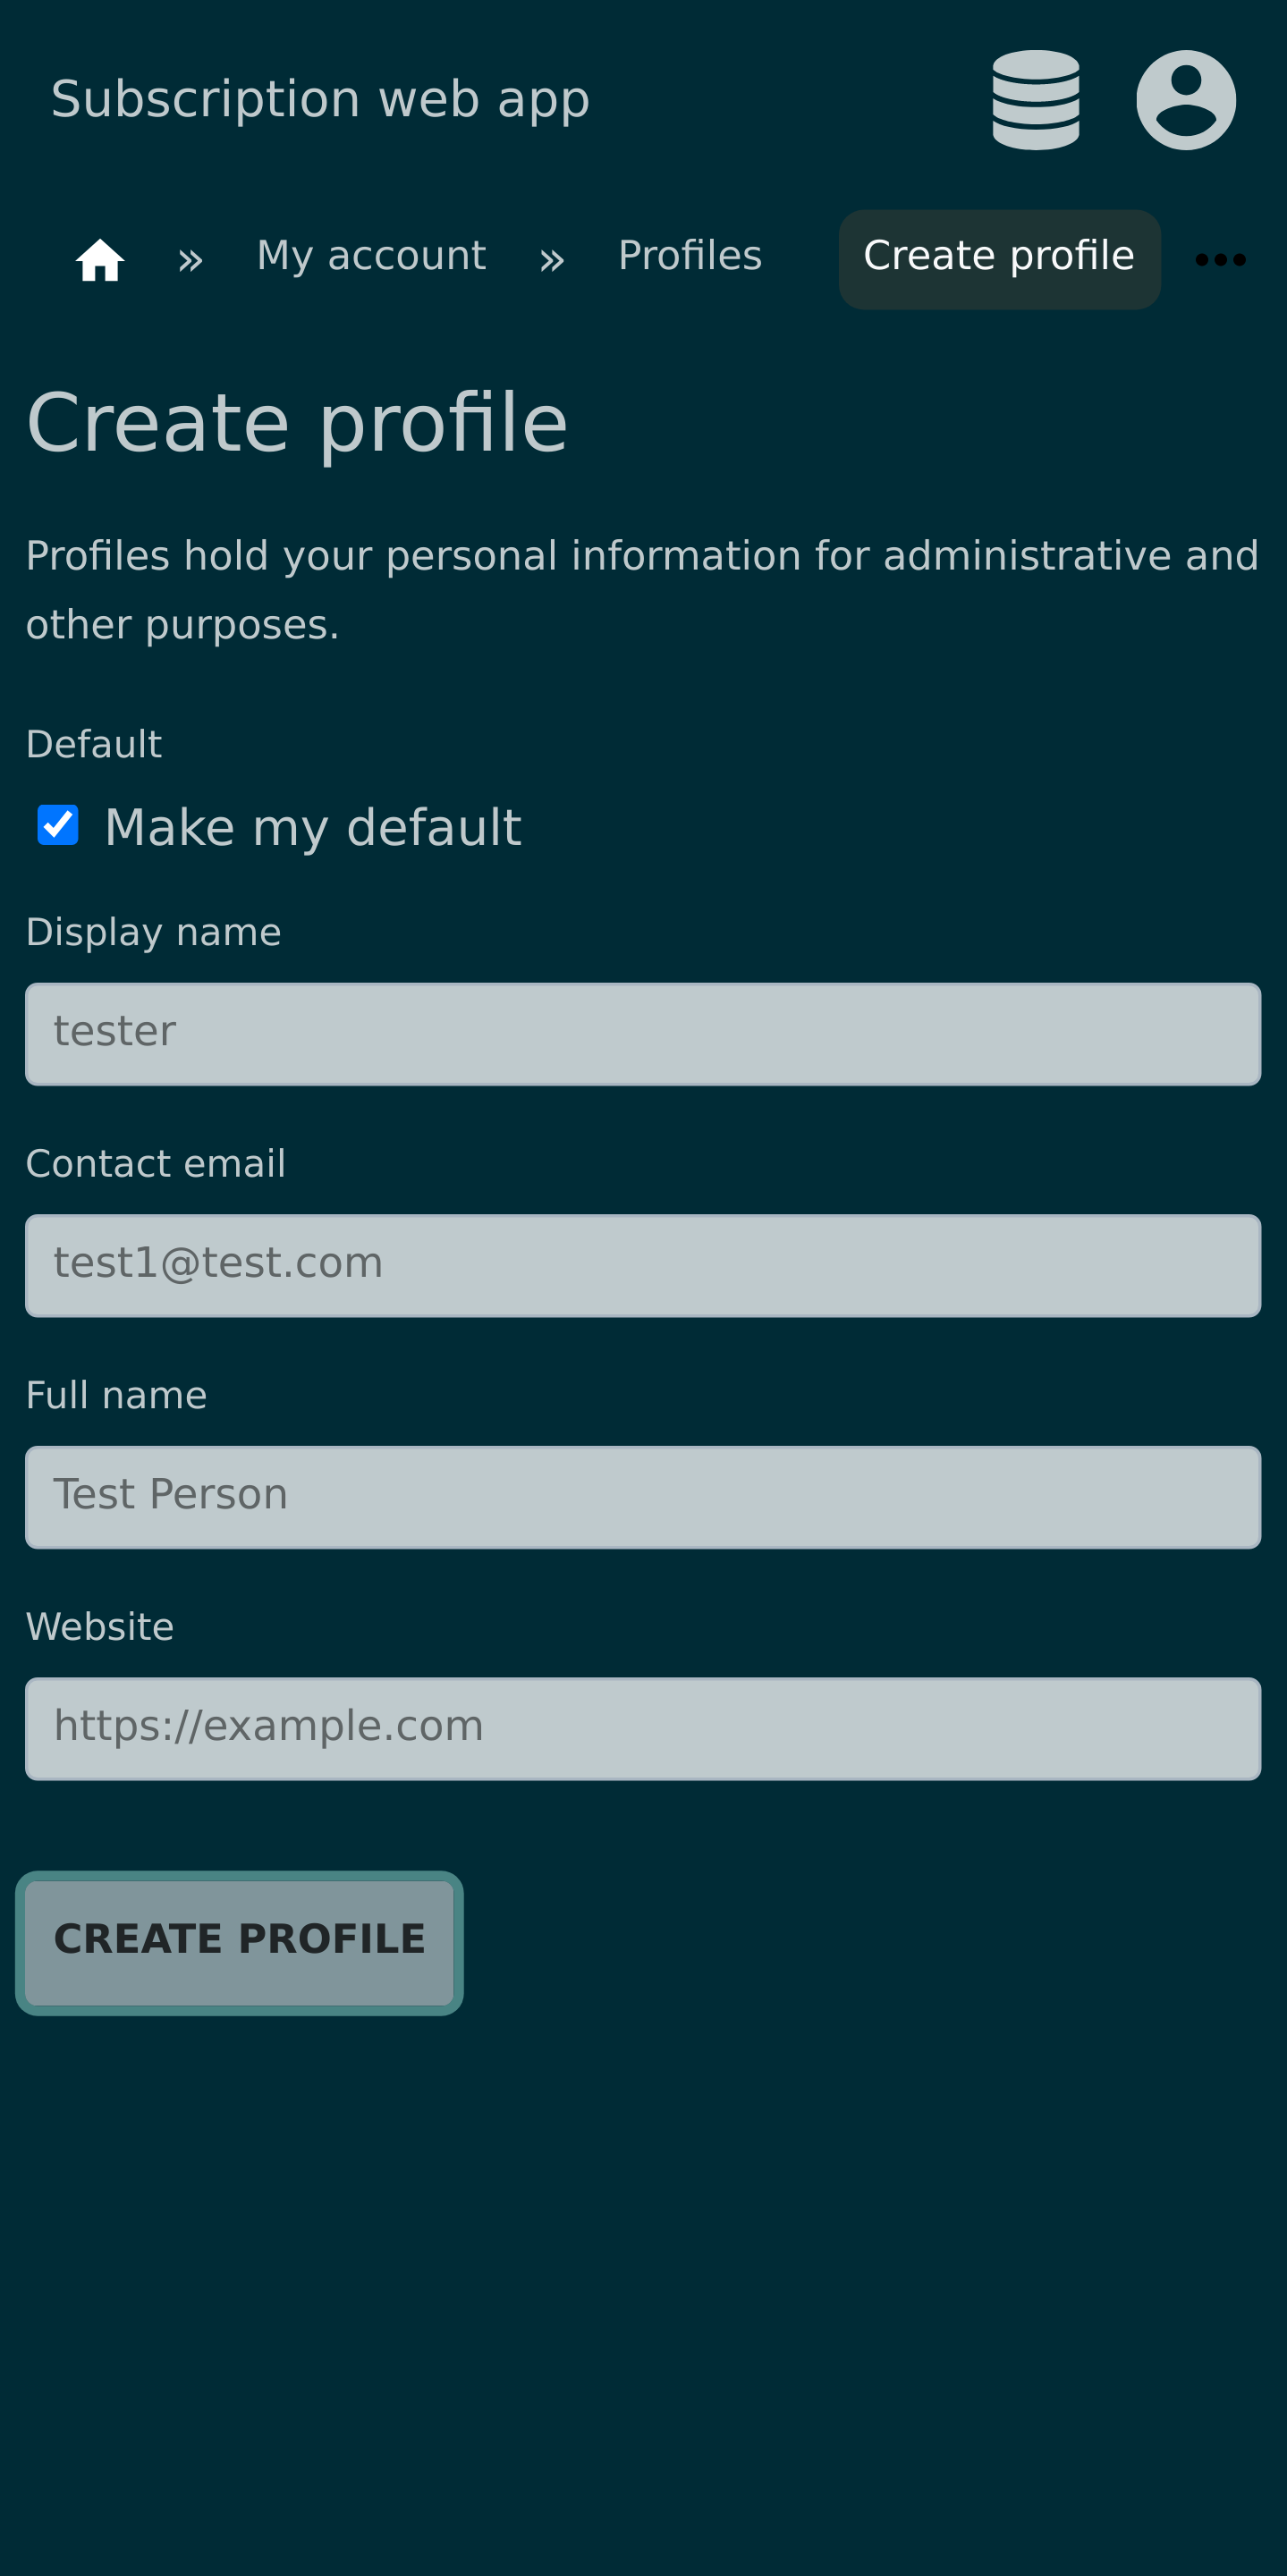 Subscription web app
» My account » Profiles Create profile
Create profile
Profiles hold your personal information for administrative and
other purposes.
Default
Make my default
Display name
tester
Contact email
test1@test.com
Full name
Test Person
Website
https://example.com
CREATE PROFILE